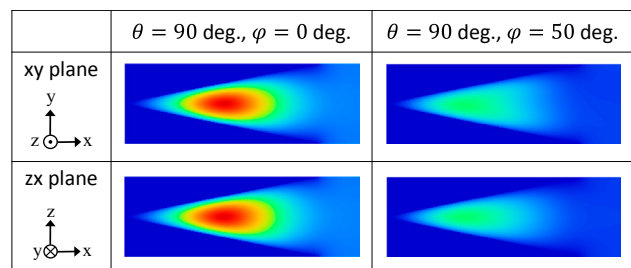 θ = 90 deg., φ = 0 deg.
θ = 90 deg., φ = 50 deg.
xy plane
y
z
x
zx plane
z
y
x